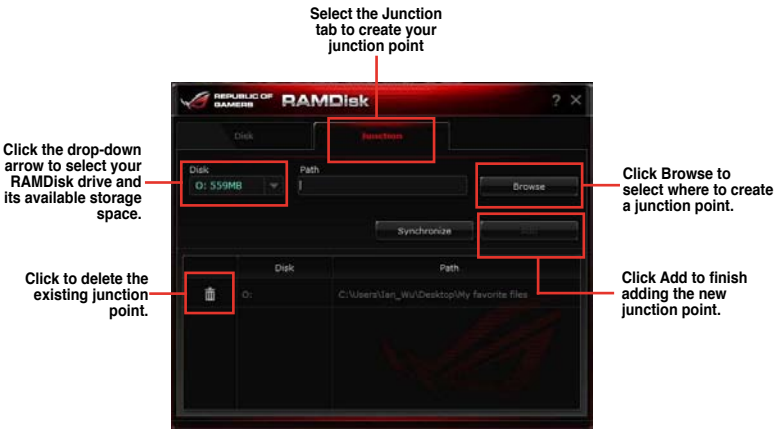 Select the Junction
tab to create your
junction point
REPUBLIC OF
GAMERS
RAMDisk
? ×
Disk
Junction
Click the drop-down
arrow to select your
RAMDisk drive and
its available storage
space.
Disk
Path
O: 559MB
Browse
Click Browse to
select where to create
a junction point.
Synchronize
Add
Disk
Path
Click to delete the
existing junction
point.
O:
C:\Users\Ian_Wu\Desktop\My favorite files
Click Add to finish
adding the new
junction point.